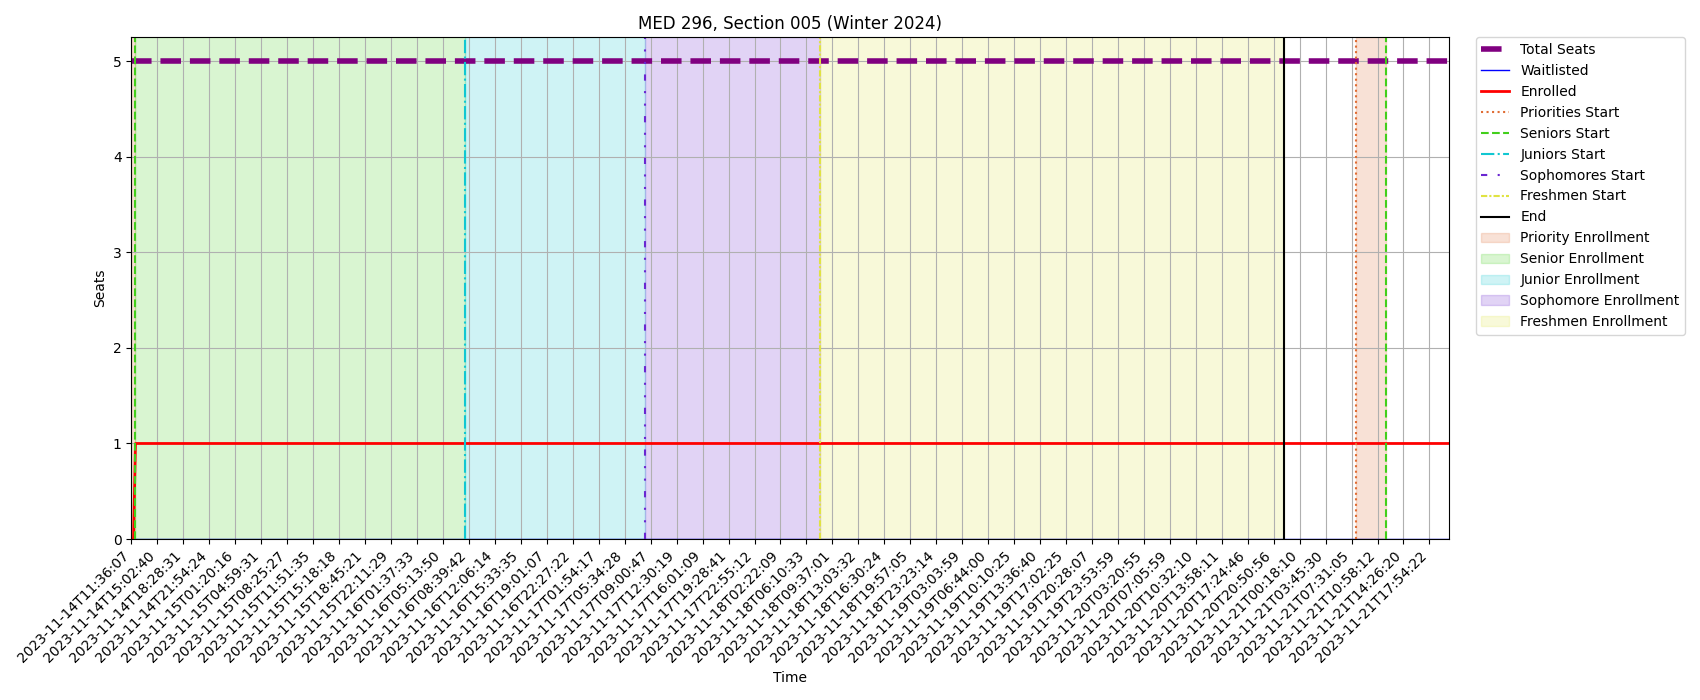 MED 296, Section 005 (Winter 2024)
Seats
5
4
3
2
1
0
2023-11-14T11:36:07
2023-11-14T15:02:40
2023-11-14T18:28:31
2023-11-14T21:54:24
2023-11-15T01:20:16
2023-11-15T04:59:31
2023-11-15T08:25:27
2023-11-15T11:51:35
2023-11-15T15:18:18
2023-11-15T18:45:21
2023-11-15T22:11:29
2023-11-16T01:37:33
2023-11-16T05:13:50
2023-11-16T08:39:42
2023-11-16T12:06:14
2023-11-16T15:33:35
2023-11-16T19:01:07
2023-11-16T22:27:22
2023-11-17T01:54:17
2023-11-17T05:34:28
2023-11-17T09:00:47
2023-11-17T12:30:19
2023-11-17T16:01:09
2023-11-17T19:28:41
2023-11-17T22:55:12
2023-11-18T02:22:09
2023-11-18T06:10:33
2023-11-18T09:37:01
2023-11-18T13:03:32
2023-11-18T16:30:24
2023-11-18T19:57:05
2023-11-18T23:23:14
2023-11-19T03:03:59
2023-11-19T06:44:00
2023-11-19T10:10:25
2023-11-19T13:36:40
2023-11-19T17:02:25
2023-11-19T20:28:07
2023-11-19T23:53:59
2023-11-20T03:20:55
2023-11-20T07:05:59
2023-11-20T10:32:10
2023-11-20T13:58:11
2023-11-20T17:24:46
2023-11-20T20:50:56
2023-11-21T00:18:10
2023-11-21T03:45:30
2023-11-21T07:31:05
2023-11-21T10:58:12
2023-11-21T14:26:20
2023-11-21T17:54:22
Time
Total Seats
Waitlisted
Enrolled
Priorities Start
Seniors Start
Juniors Start
Sophomores Start
Freshmen Start
End
Priority Enrollment
Senior Enrollment
Junior Enrollment
Sophomore Enrollment
Freshmen Enrollment